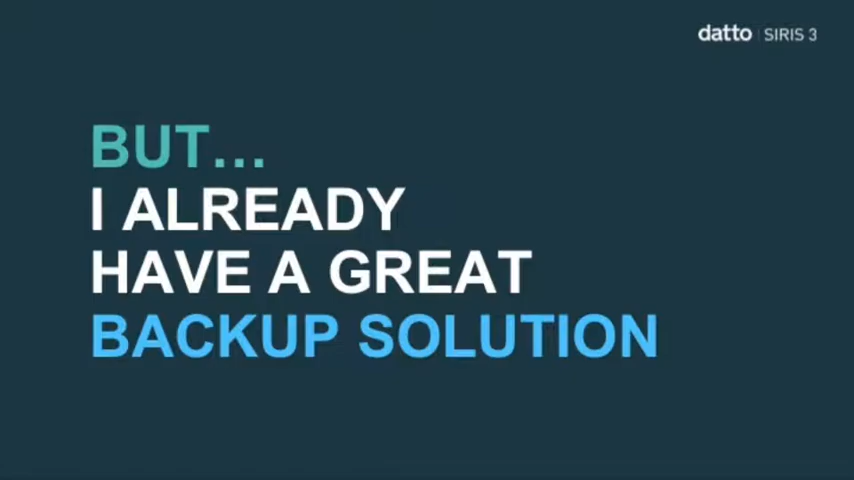 datto | SIRIS 3
BUT...
I ALREADY
HAVE A GREAT
BACKUP SOLUTION